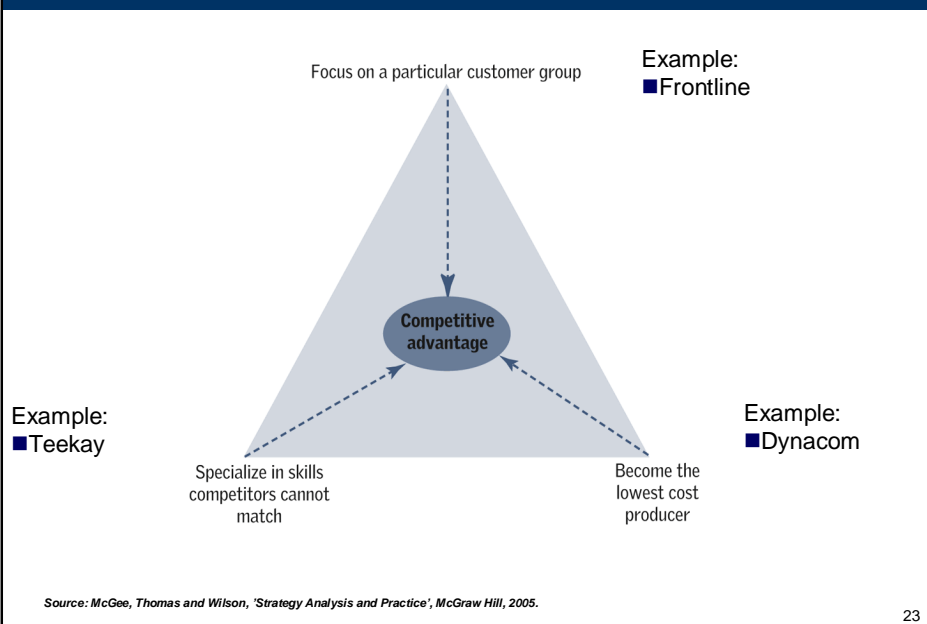 Focus on a particular customer group
Example:
■Frontline
Competitive
advantage
Example:
■Teekay
Example:
■Dynacom
Specialize in skills
competitors cannot
match
Become the
lowest cost
producer
Source: McGee, Thomas and Wilson, 'Strategy Analysis and Practice', McGraw Hill, 2005.
23